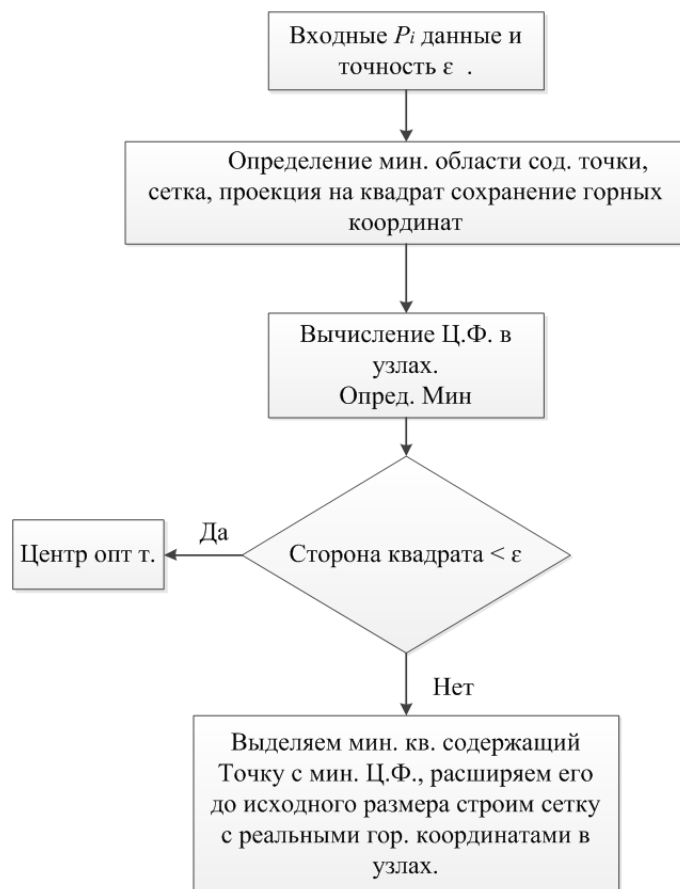 Входные Pi данные и
точность ε .
Определение мин. области сод. точки,
сетка, проекция на квадрат сохранение горных
координат
Вычисление Ц.Ф. в
узлах.
Опред. Мин
Да
Центр опт т.
Сторона квадрата < ε
Нет
Выделяем мин. кв. содержащий
Точку с мин. Ц.Ф., расширяем его
до исходного размера строим сетку
с реальными гор. координатами в
узлах.